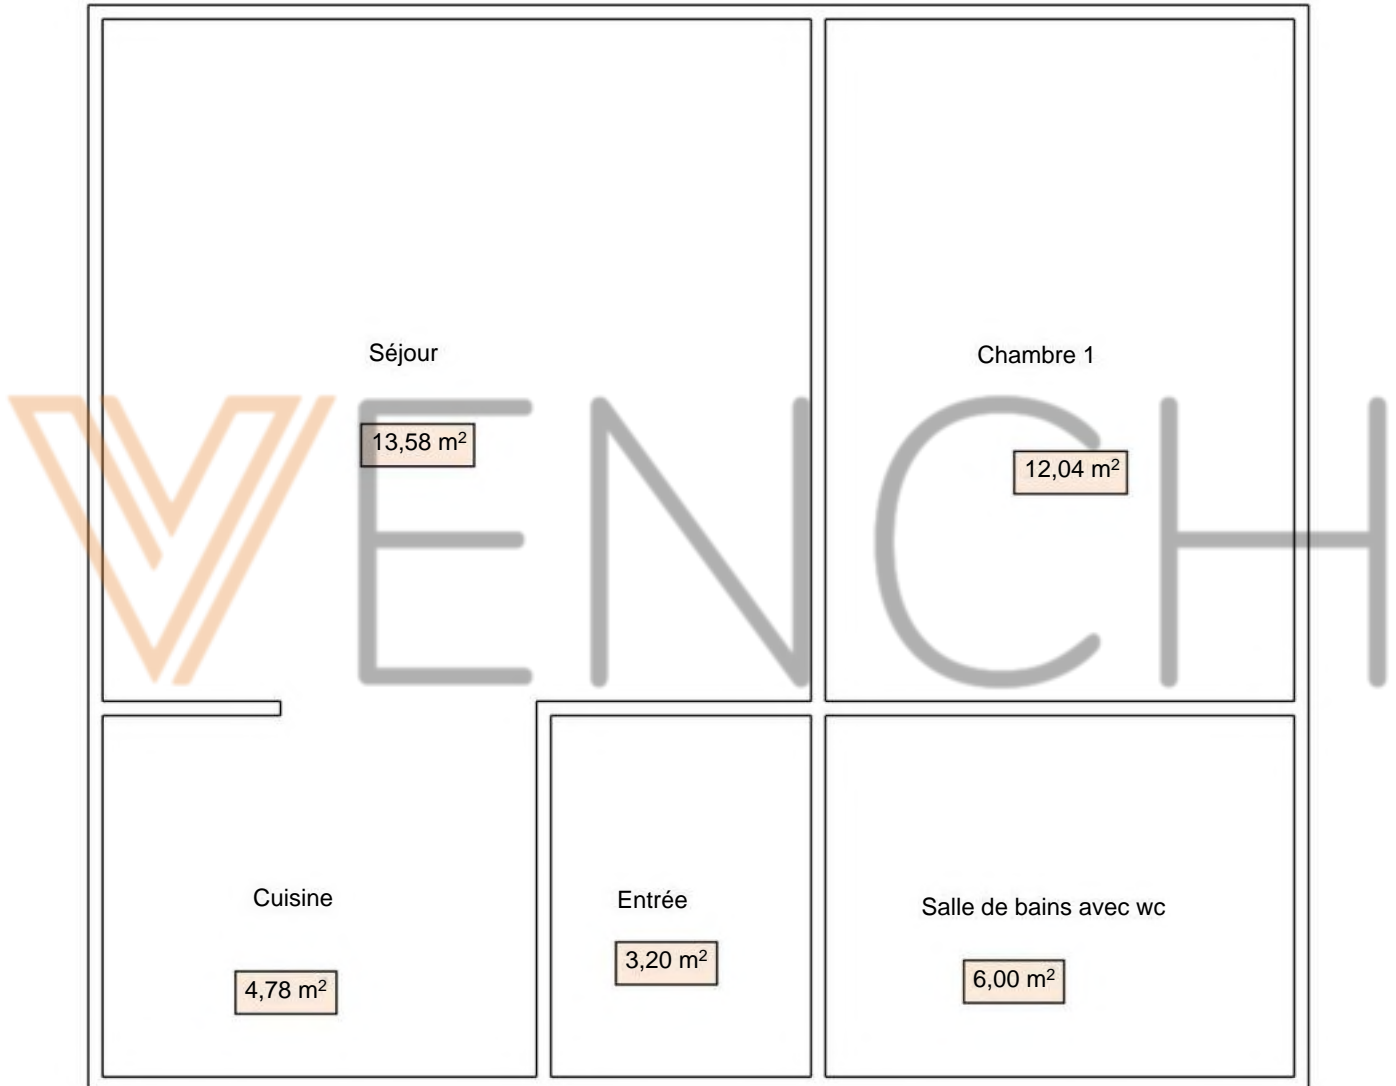 Séjour
Chambre 1
VENCH
13,58 m²
12,04 m²
Cuisine
Entrée
Salle de bains avec wc
4,78 m²
3,20 m²
6,00 m²